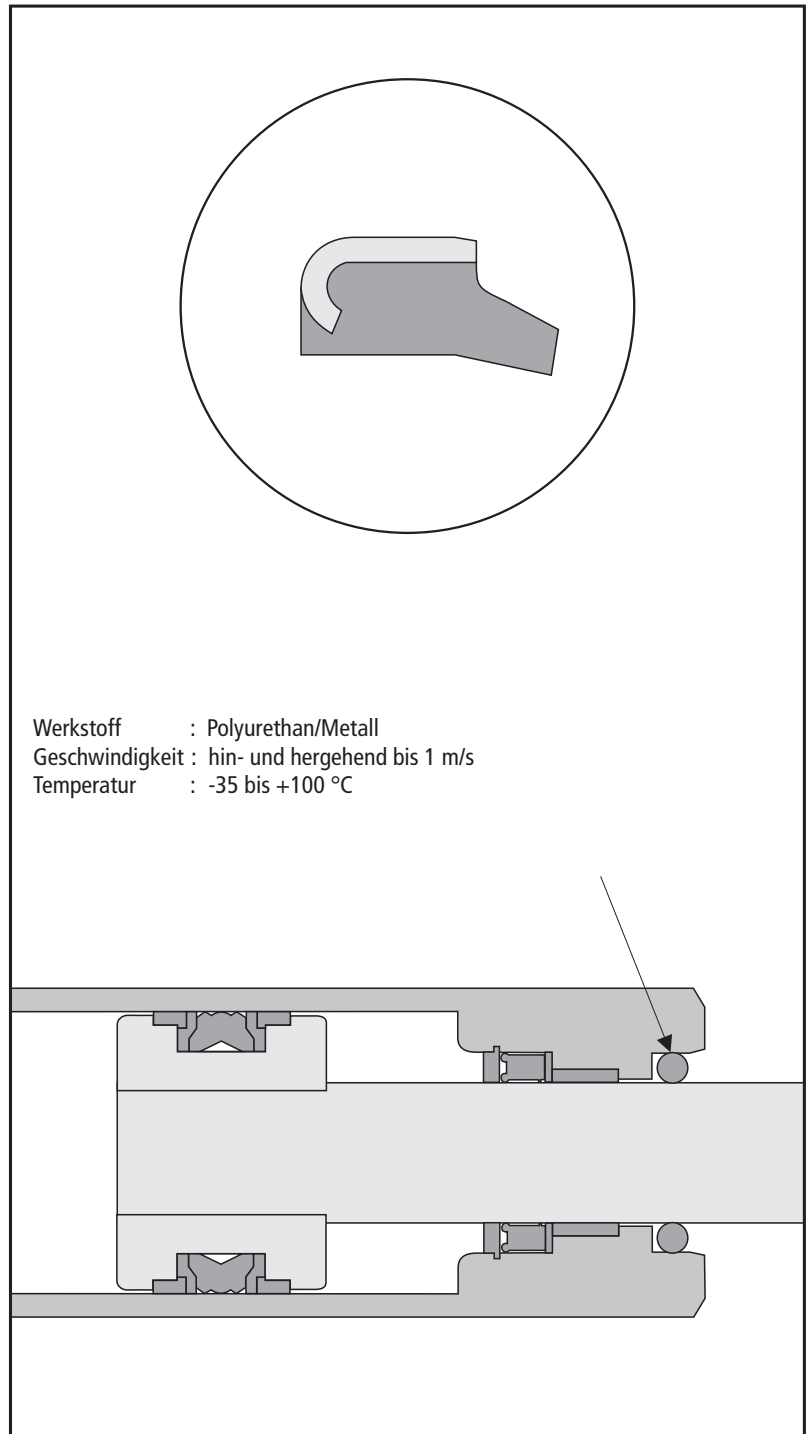 Werkstoff : Polyurethan/Metall
Geschwindigkeit : hin- und hergehend bis 1 m/s
Temperatur : -35 bis +100 °C